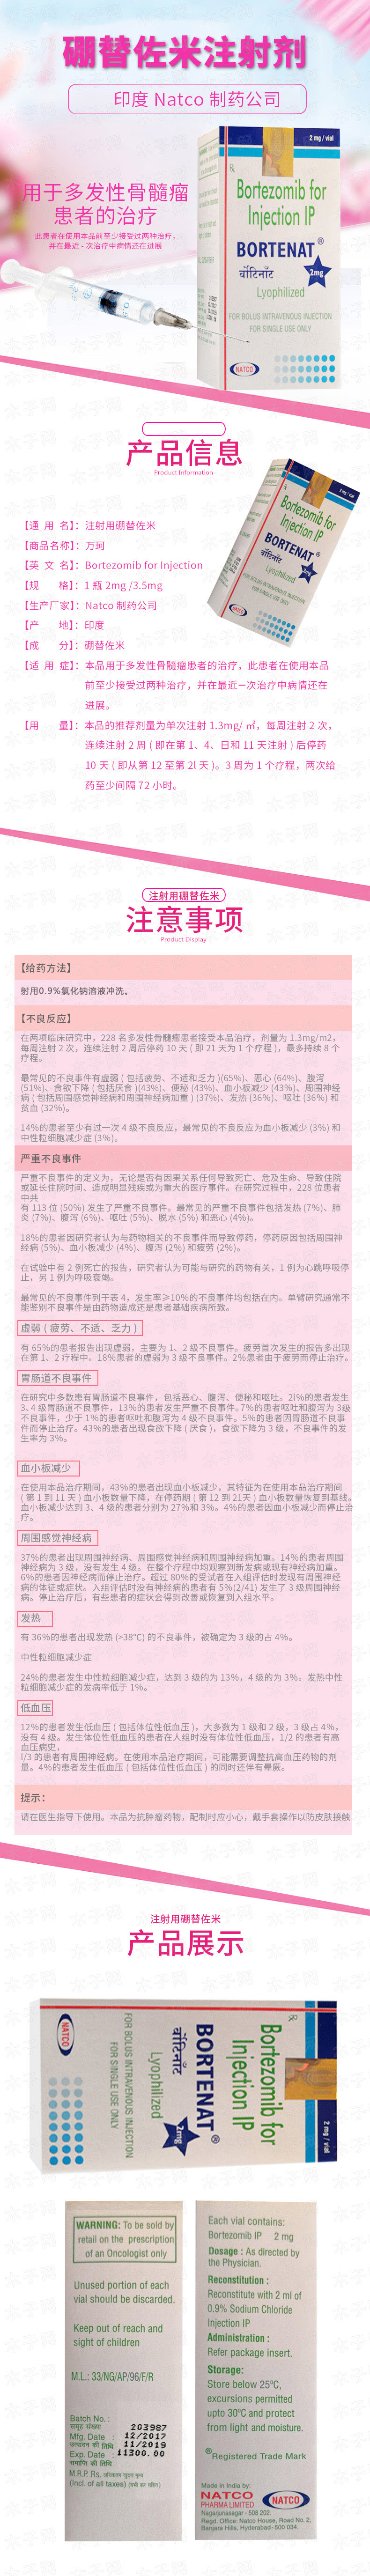 硼替佐米注射剂
印度 Natco 制药公司
用于多发性骨髓瘤
患者的治疗
此患者在使用本品前至少接受过两种治疗，
并在最近 - 次治疗中病情还在进展
2 mg / vial
Bortezomib for
Injection IP
BORTENAT®
बोर्टिनॅट
2mg
Lyophilized
FOR BOLUS INTRAVENOUS INJECTION
FOR SINGLE USE ONLY
NATCO
产品信息
Product Information
2 mg / vial
Bortezomib for
Injection IP
BORTENAT®
बोर्टिनॅट
2mg
Lyophilized
FOR BOLUS INTRAVENOUS INJECTION
FOR SINGLE USE ONLY
NATCO
【通 用 名】：注射用硼替佐米
【商品名称】：万珂
【英 文 名】：Bortezomib for Injection
【规 格】：1 瓶 2mg /3.5mg
【生产厂家】：Natco 制药公司
【产 地】：印度
【成 分】：硼替佐米
【适 用 症】：本品用于多发性骨髓瘤患者的治疗，此患者在使用本品
前至少接受过两种治疗，并在最近一次治疗中病情还在
进展。
【用 量】：本品的推荐剂量为单次注射 1.3mg/ ㎡，每周注射 2 次，
连续注射 2 周 ( 即在第 1、4、日和 11 天注射 ) 后停药
10 天 ( 即从第 12 至第 2l 天 )。3 周为 1 个疗程，两次给
药至少间隔 72 小时。
注射用硼替佐米
注意事项
Product Display
【给药方法】
射用0.9%氯化钠溶液冲洗。
【不良反应】
在两项临床研究中，228 名多发性骨髓瘤患者接受本品治疗，剂量为 1.3mg/m2，
每周注射 2 次，连续注射 2 周后停药 10 天 ( 即 21 天为 1 个疗程 )，最多持续 8 个
疗程。
最常见的不良事件有虚弱 ( 包括疲劳、不适和乏力 )(65%)、恶心 (64%)、腹泻
(51%)、食欲下降 ( 包括厌食 )(43%)、便秘 (43%)、血小板减少 (43%)、周围神经
病 ( 包括周围感觉神经病和周围神经病加重 ) (37%)、发热 (36%)、呕吐 (36%) 和
贫血 (32%)。
14%的患者至少有过一次 4 级不良反应，最常见的不良反应为血小板减少 (3%) 和
中性粒细胞减少症 (3%)。
严重不良事件
严重不良事件的定义为，无论是否有因果关系任何导致死亡、危及生命、导致住院
或延长住院时间、造成明显残疾或为重大的医疗事件。在研究过程中，228 位患者
中共
有 113 位 (50%) 发生了严重不良事件。最常见的严重不良事件包括发热 (7%)、肺
炎 (7%)、腹泻 (6%)、呕吐 (5%)、脱水 (5%) 和恶心 (4%)。
18%的患者因研究者认为与药物相关的不良事件而导致停药，停药原因包括周围神
经病 (5%)、血小板减少 (4%)、腹泻 (2%) 和疲劳 (2%)。
在试验中有 2 例死亡的报告，研究者认为可能与研究的药物有关，1 例为心跳呼吸停
止，另 1 例为呼吸衰竭。
最常见的不良事件列干表 4，发生率≥10%的不良事件均包括在内。单臂研究通常不
能鉴别不良事件是由药物造成还是患者基础疾病所致。
虚弱 ( 疲劳、不适、乏力 )
有 65%的患者报告出现虚弱，主要为 1、2 级不良事件。疲劳首次发生的报告多出现
在第 1、2 疗程中。18%患者的虚弱为 3 级不良事件。2%患者由于疲劳而停止治疗。
胃肠道不良事件
在研究中多数患有胃肠道不良事件，包括恶心、腹泻、便秘和呕吐。2l%的患者发生
3、4 级胃肠道不良事件，13%的患者发生严重不良事件。7%的患者呕吐和腹泻为 3级
不良事件，少于 1%的患者呕吐和腹泻为 4 级不良事件。5%的患者因胃肠道不良事
件而停止治疗。43%的患者出现食欲下降 ( 厌食 )，食欲下降为 3 级，不良事件的发
生率为 3%。
血小板减少
在使用本品治疗期间，43%的患者出现血小板减少，其特征为在使用本品治疗期间
( 第 1 到 11 天 ) 血小板数量下降，在停药期 ( 第 12 到 21天 ) 血小板数量恢复到基线。
血小板减少达到 3、4 级的患者分别为 27%和 3%。4%的患者因血小板减少而停止治
疗。
周围感觉神经病
37%的患者出现周围神经病、周围感觉神经病和周围神经病加重。14%的患者周围
神经病为 3 级，没有发生 4 级。在整个疗程中均观察到新发病或现有神经病加重。
6%的患者因神经病而停止治疗。超过 80%的受试者在入组评估时发现有周围神经
病的体征或症状。入组评估时没有神经病的患者有 5%(2/41) 发生了 3 级周围神经
病。停止治疗后，有些患者的症状会得到改善或恢复到入组水平。
发热
有 36%的患者出现发热 (>38℃) 的不良事件，被确定为 3 级的占 4%。
中性粒细胞减少症
24%的患者发生中性粒细胞减少症，达到 3 级的为 13%，4 级的为 3%。发热中性
粒细胞减少症的发病率低于 1%。
低血压
12%的患者发生低血压 ( 包括体位性低血压 )，大多数为 1 级和 2 级，3 级占 4%，
没有 4 级。发生体位性低血压的患者在人组时没有体位性低血压，1/2 的患者有高
血压病史，
l/3 的患者有周围神经病。在使用本品治疗期间，可能需要调整抗高血压药物的剂
量。4%的患者发生低血压 ( 包括体位性低血压 ) 的同时还伴有晕厥。
提示：
请在医生指导下使用。本品为抗肿瘤药物，配制时应小心，戴手套操作以防皮肤接触
注射用硼替佐米
产品展示
2 mg / vial
Bortezomib for
Injection IP
BORTENAT®
बोर्टिनॅट
2mg
Lyophilized
FOR BOLUS INTRAVENOUS INJECTION
FOR SINGLE USE ONLY
NATCO
WARNING: To be sold by
retail on the prescription
of an Oncologist only
Unused portion of each
vial should be discarded.
Keep out of reach and
sight of children
M.L.: 33/NG/AP/96/F/R
Batch No. :
समूह संख्या 203987
Mfg. Date : 12/2017
उत्पादन की तिथि 11/2019
Exp. Date : 11300.00
समाप्ति की तिथि
M.R.P. Rs.
(Incl. of all taxes)
Each vial contains:
Bortezomib IP 2 mg
Dosage : As directed by
the Physician.
Reconstitution :
Reconstitute with 2 ml of
0.9% Sodium Chloride
Injection IP
Administration :
Refer package insert.
Storage:
Store below 25ºC,
excursions permitted
upto 30ºC and protect
from light and moisture.
®Registered Trade Mark
Made in India by:
NATCO
PHARMA LIMITED
NATCO
Nagarjunasagar - 508 202.
Regd. Office: Natco House, Road No. 2,
Banjara Hills, Hyderabad-500 034.